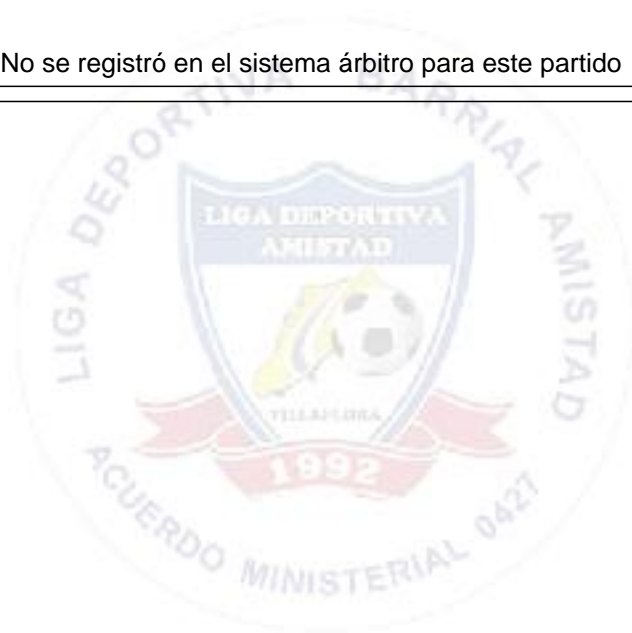 No se registró en el sistema árbitro para este partido
LIGA DEPORTIVA BARRIAL AMISTAD
LIGA DEPORTIVA
AMISTAD
VILLAFLORA
1992
ACUERDO MINISTERIAL 0427